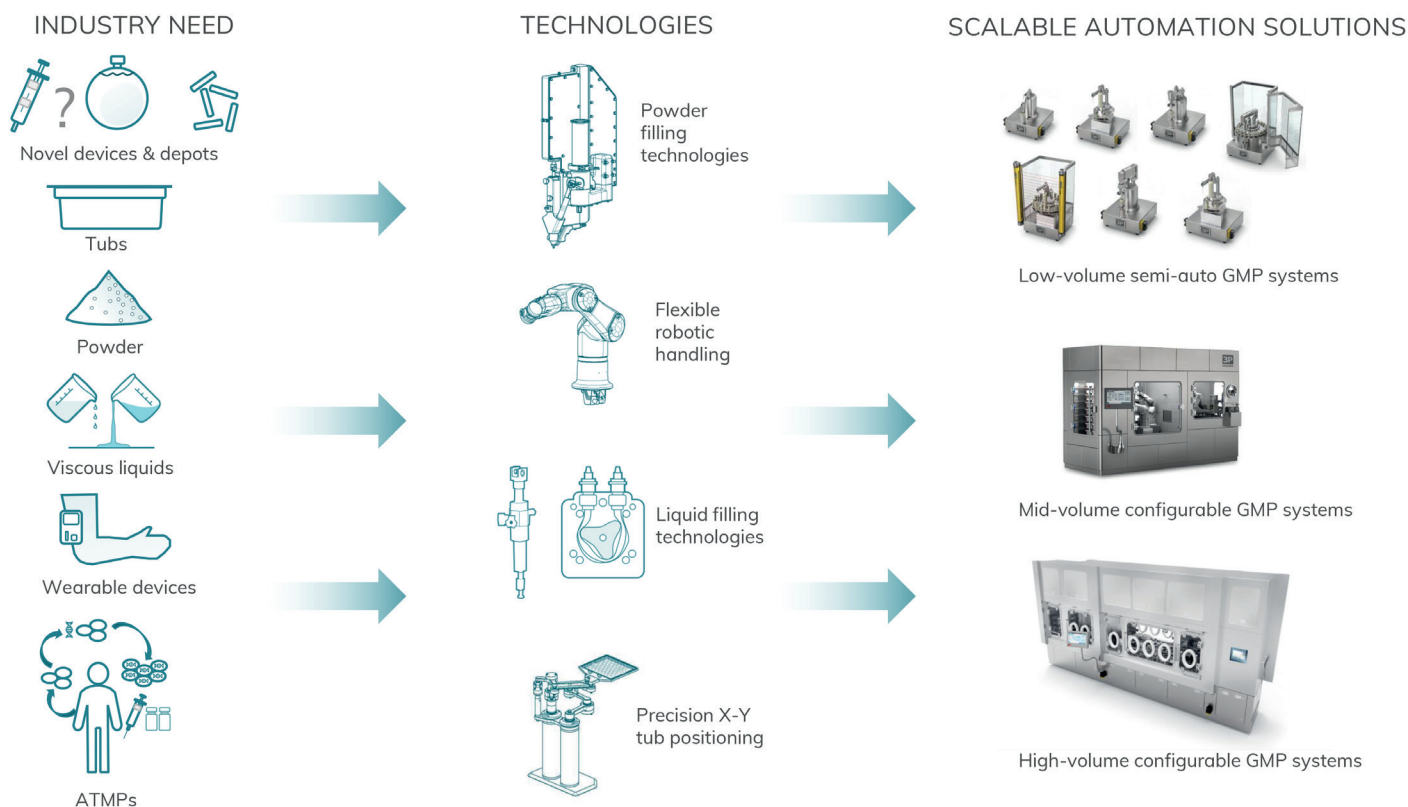 INDUSTRY NEED
?
Novel devices & depots
Tubs
Powder
Viscous liquids
Wearable devices
ATMPs
TECHNOLOGIES
Powder
filling
technologies
Flexible
robotic
handling
Liquid filling
technologies
Precision X-Y
tub positioning
SCALABLE AUTOMATION SOLUTIONS
Low-volume semi-auto GMP systems
3P
Mid-volume configurable GMP systems
High-volume configurable GMP systems